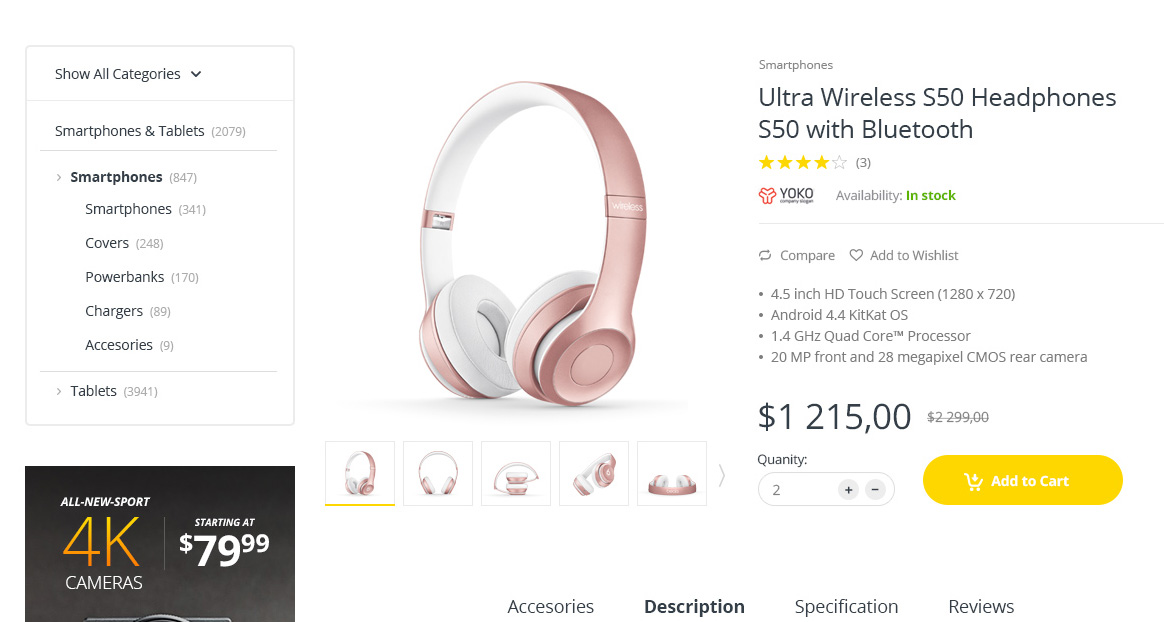 Show All Categories
Smartphones & Tablets (2079)
Smartphones (847)
Smartphones (341)
Covers (248)
Powerbanks (170)
Chargers (89)
Accesories (9)
Tablets (3941)
ALL-NEW-SPORT
4K
CAMERAS
STARTING AT
$7999
wireless
Smartphones
Ultra Wireless S50 Headphones
S50 with Bluetooth
(3)
YOKO
company slogan
Availability: In stock
Compare
Add to Wishlist
• 4.5 inch HD Touch Screen (1280 x 720)
• Android 4.4 KitKat OS
• 1.4 GHz Quad Core™ Processor
• 20 MP front and 28 megapixel CMOS rear camera
$1 215,00 $2 299,00
Quanity:
2 + −
Add to Cart
Accesories Description Specification Reviews